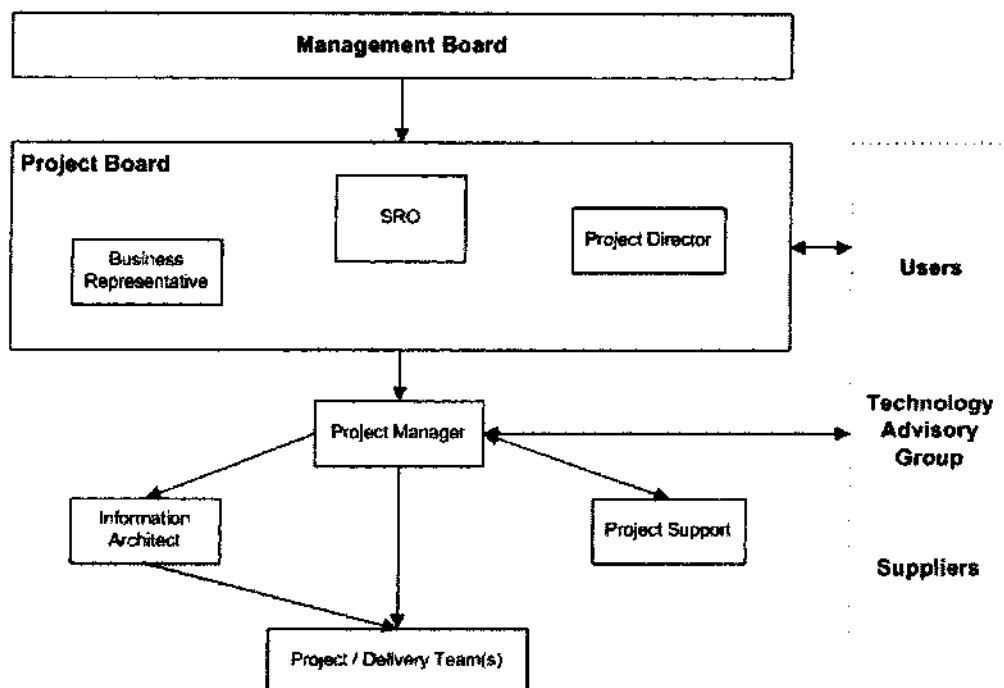 Management Board
Project Board
SRO
Project Director
Business
Representative
Users
Project Manager
Technology
Advisory
Group
Information
Architect
Project Support
Suppliers
Project / Delivery Team(s)